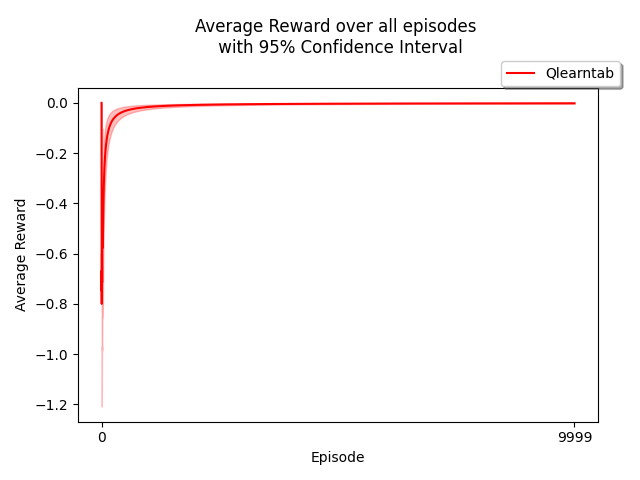 Average Reward over all episodes
with 95% Confidence Interval
Qlearntab
0.0
−0.2
−0.4
−0.6
−0.8
−1.0
−1.2
Average Reward
0
9999
Episode